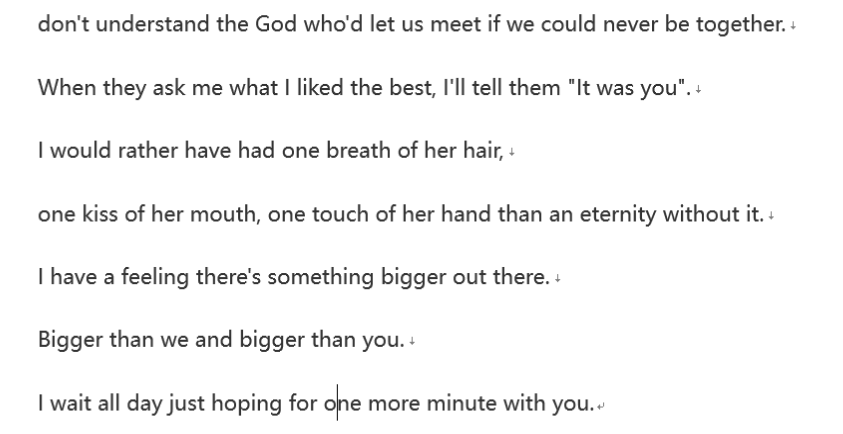 don't understand the God who'd let us meet if we could never be together.
When they ask me what I liked the best, I'll tell them "It was you".
I would rather have had one breath of her hair,
one kiss of her mouth, one touch of her hand than an eternity without it.
I have a feeling there's something bigger out there.
Bigger than we and bigger than you.
I wait all day just hoping for one more minute with you.